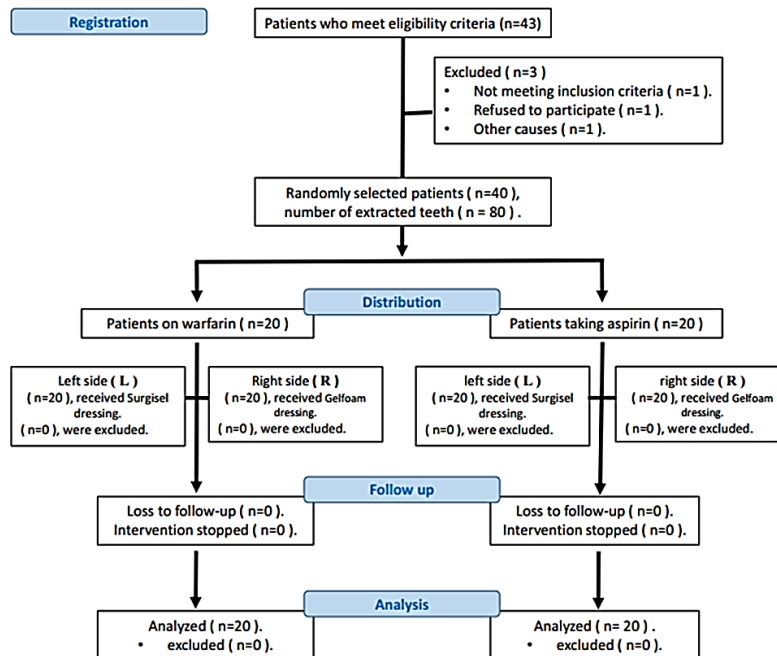 Registration
Patients who meet eligibility criteria (n=43)
Excluded ( n=3 )
• Not meeting inclusion criteria ( n=1 ).
• Refused to participate ( n=1 ).
• Other causes ( n=1 ).
Randomly selected patients ( n=40 ),
number of extracted teeth ( n = 80 ) .
Distribution
Patients on warfarin ( n=20 )
Patients taking aspirin ( n=20 )
Left side ( L )
( n=20 ), received Surgisel
dressing.
( n=0 ), were excluded.
Right side ( R )
( n=20 ), received Gelfoam
dressing.
( n=0 ), were excluded.
left side ( L )
( n=20 ), received Surgisel
dressing.
( n=0 ), were excluded.
right side ( R )
( n=20 ), received Gelfoam
dressing.
( n=0 ), were excluded.
Follow up
Loss to follow-up ( n=0 ).
Intervention stopped ( n=0 ).
Loss to follow-up ( n=0 ).
Intervention stopped ( n=0 ).
Analysis
Analyzed ( n=20 ).
• excluded ( n=0 ).
Analyzed ( n= 20 ) .
• excluded ( n=0 ).